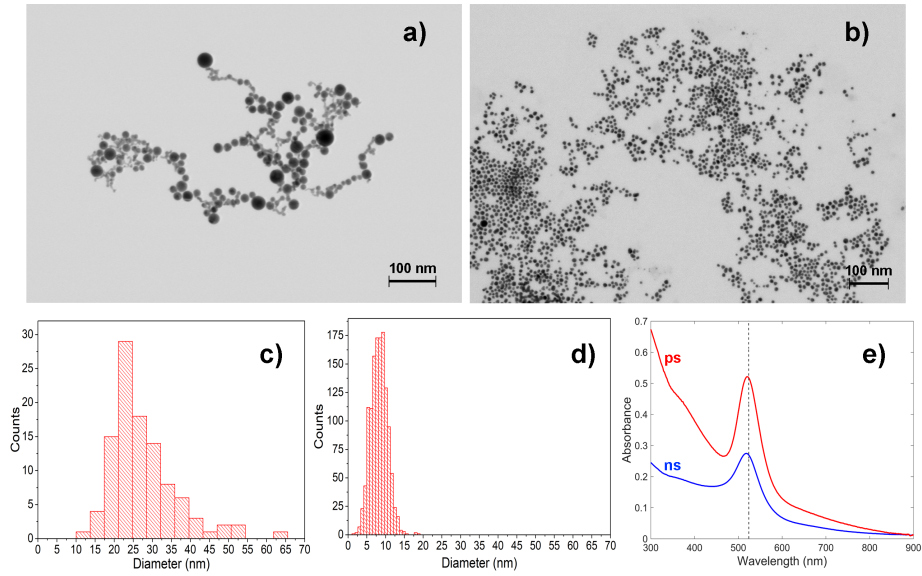 a)
100 nm
b)
100 nm
c)
Counts
30
25
20
15
10
5
0
0 5 10 15 20 25 30 35 40 45 50 55 60 65 70
Diameter (nm)
d)
Counts
175
150
125
100
75
50
25
0
0 5 10 15 20 25 30 35 40 45 50 55 60 65 70
Diameter (nm)
e)
ps
ns
Absorbance
0.7
0.6
0.5
0.4
0.3
0.2
0.1
0
300 400 500 600 700 800 900
Wavelength (nm)